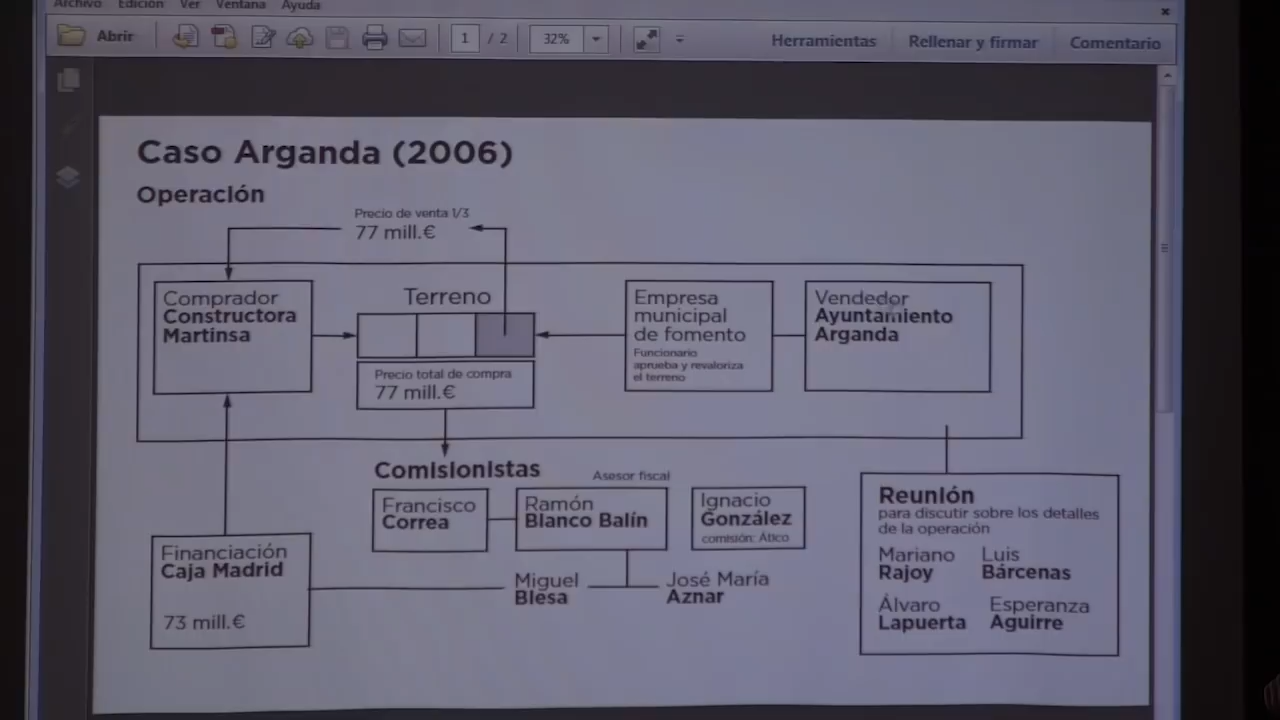 Archivo Edición Ver Ventana Ayuda
Abrir
1 / 2
32%
Herramientas
Rellenar y firmar
Comentario
Caso Arganda (2006)
Operación
Precio de venta 1/3
77 mill.€
Comprador
Constructora
Martinsa
Terreno
Precio total de compra
77 mill.€
Empresa
municipal
de fomento
Funcionario
aprueba y revaloriza
el terreno
Vendedor
Ayuntamiento
Arganda
Comisionistas
Francisco
Correa
Asesor fiscal
Ramón
Blanco Balín
Ignacio
González
comisión: Ático
Financiación
Caja Madrid
73 mill.€
Miguel
Blesa
José María
Aznar
Reunión
para discutir sobre los detalles
de la operación
Mariano
Rajoy
Luis
Bárcenas
Álvaro
Lapuerta
Esperanza
Aguirre